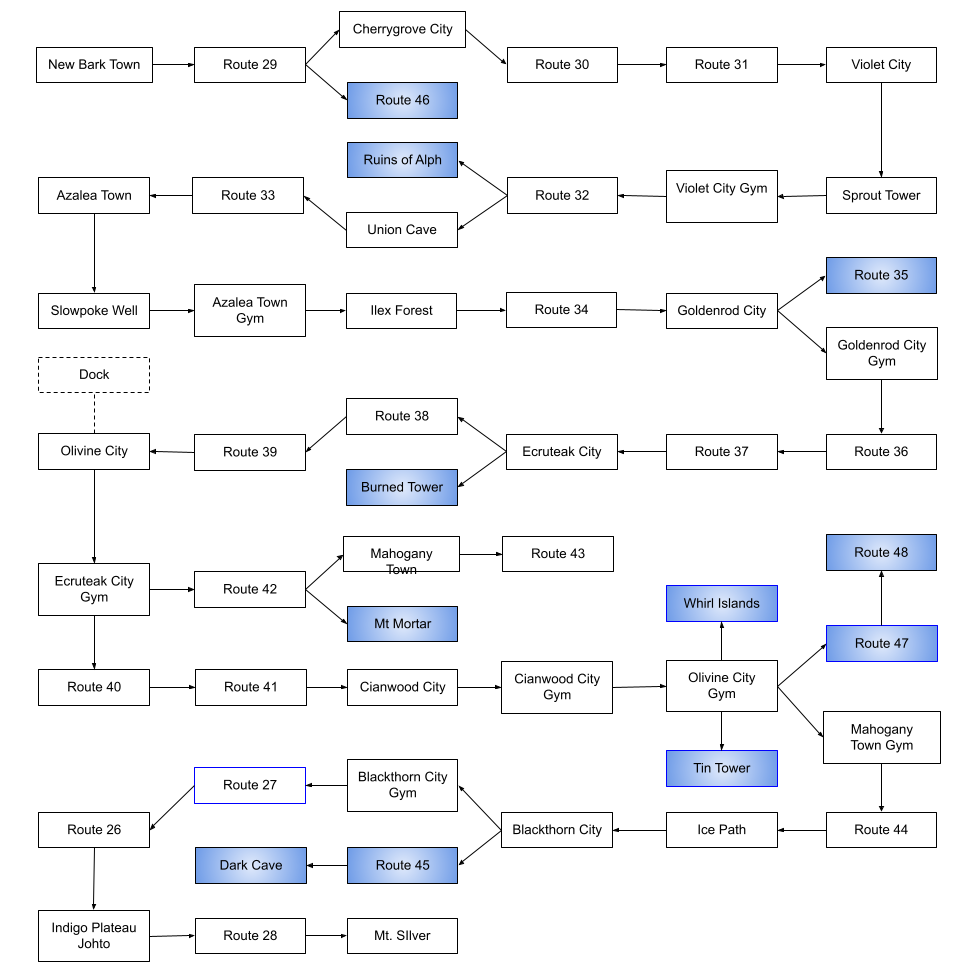 New Bark Town
Route 29
Cherrygrove City
Route 46
Route 30
Route 31
Violet City
Azalea Town
Route 33
Ruins of Alph
Union Cave
Route 32
Violet City Gym
Sprout Tower
Slowpoke Well
Azalea Town
Gym
Ilex Forest
Route 34
Goldenrod City
Route 35
Goldenrod City
Gym
Dock
Olivine City
Route 39
Route 38
Burned Tower
Ecruteak City
Route 37
Route 36
Ecruteak City
Gym
Route 42
Mahogany
Town
Route 43
Mt Mortar
Route 48
Whirl Islands
Route 47
Route 40
Route 41
Cianwood City
Cianwood City
Gym
Olivine City
Gym
Mahogany
Town Gym
Tin Tower
Route 26
Route 27
Blackthorn City
Gym
Dark Cave
Route 45
Blackthorn City
Ice Path
Route 44
Indigo Plateau
Johto
Route 28
Mt. SIlver